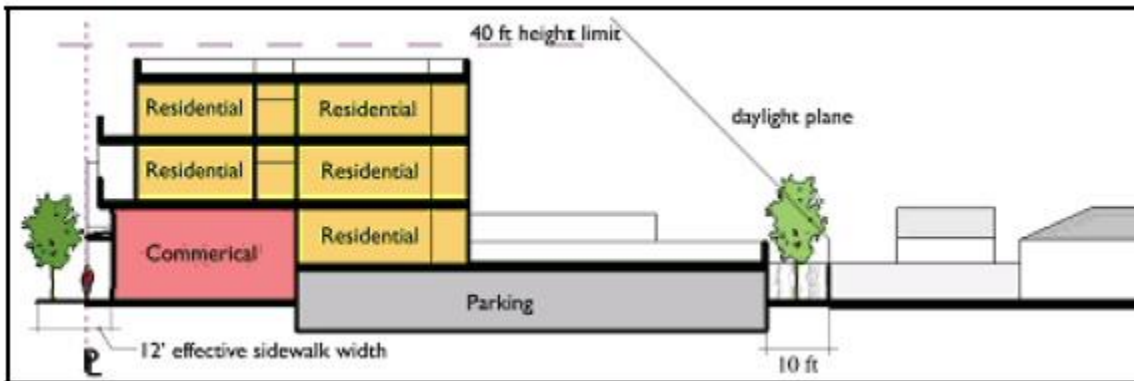 40 ft height limit
Residential
Residential
daylight plane
Residential
Residential
Commerical
Residential
Parking
12' effective sidewalk width
10 ft
PL